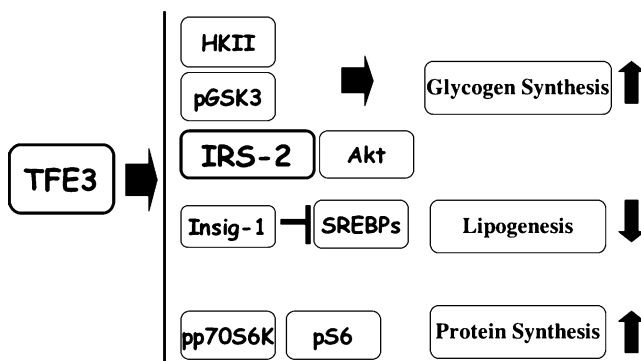 HKII
pGSK3
Glycogen Synthesis
IRS-2
Akt
TFE3
Insig-1
SREBPs
Lipogenesis
pp70S6K
pS6
Protein Synthesis